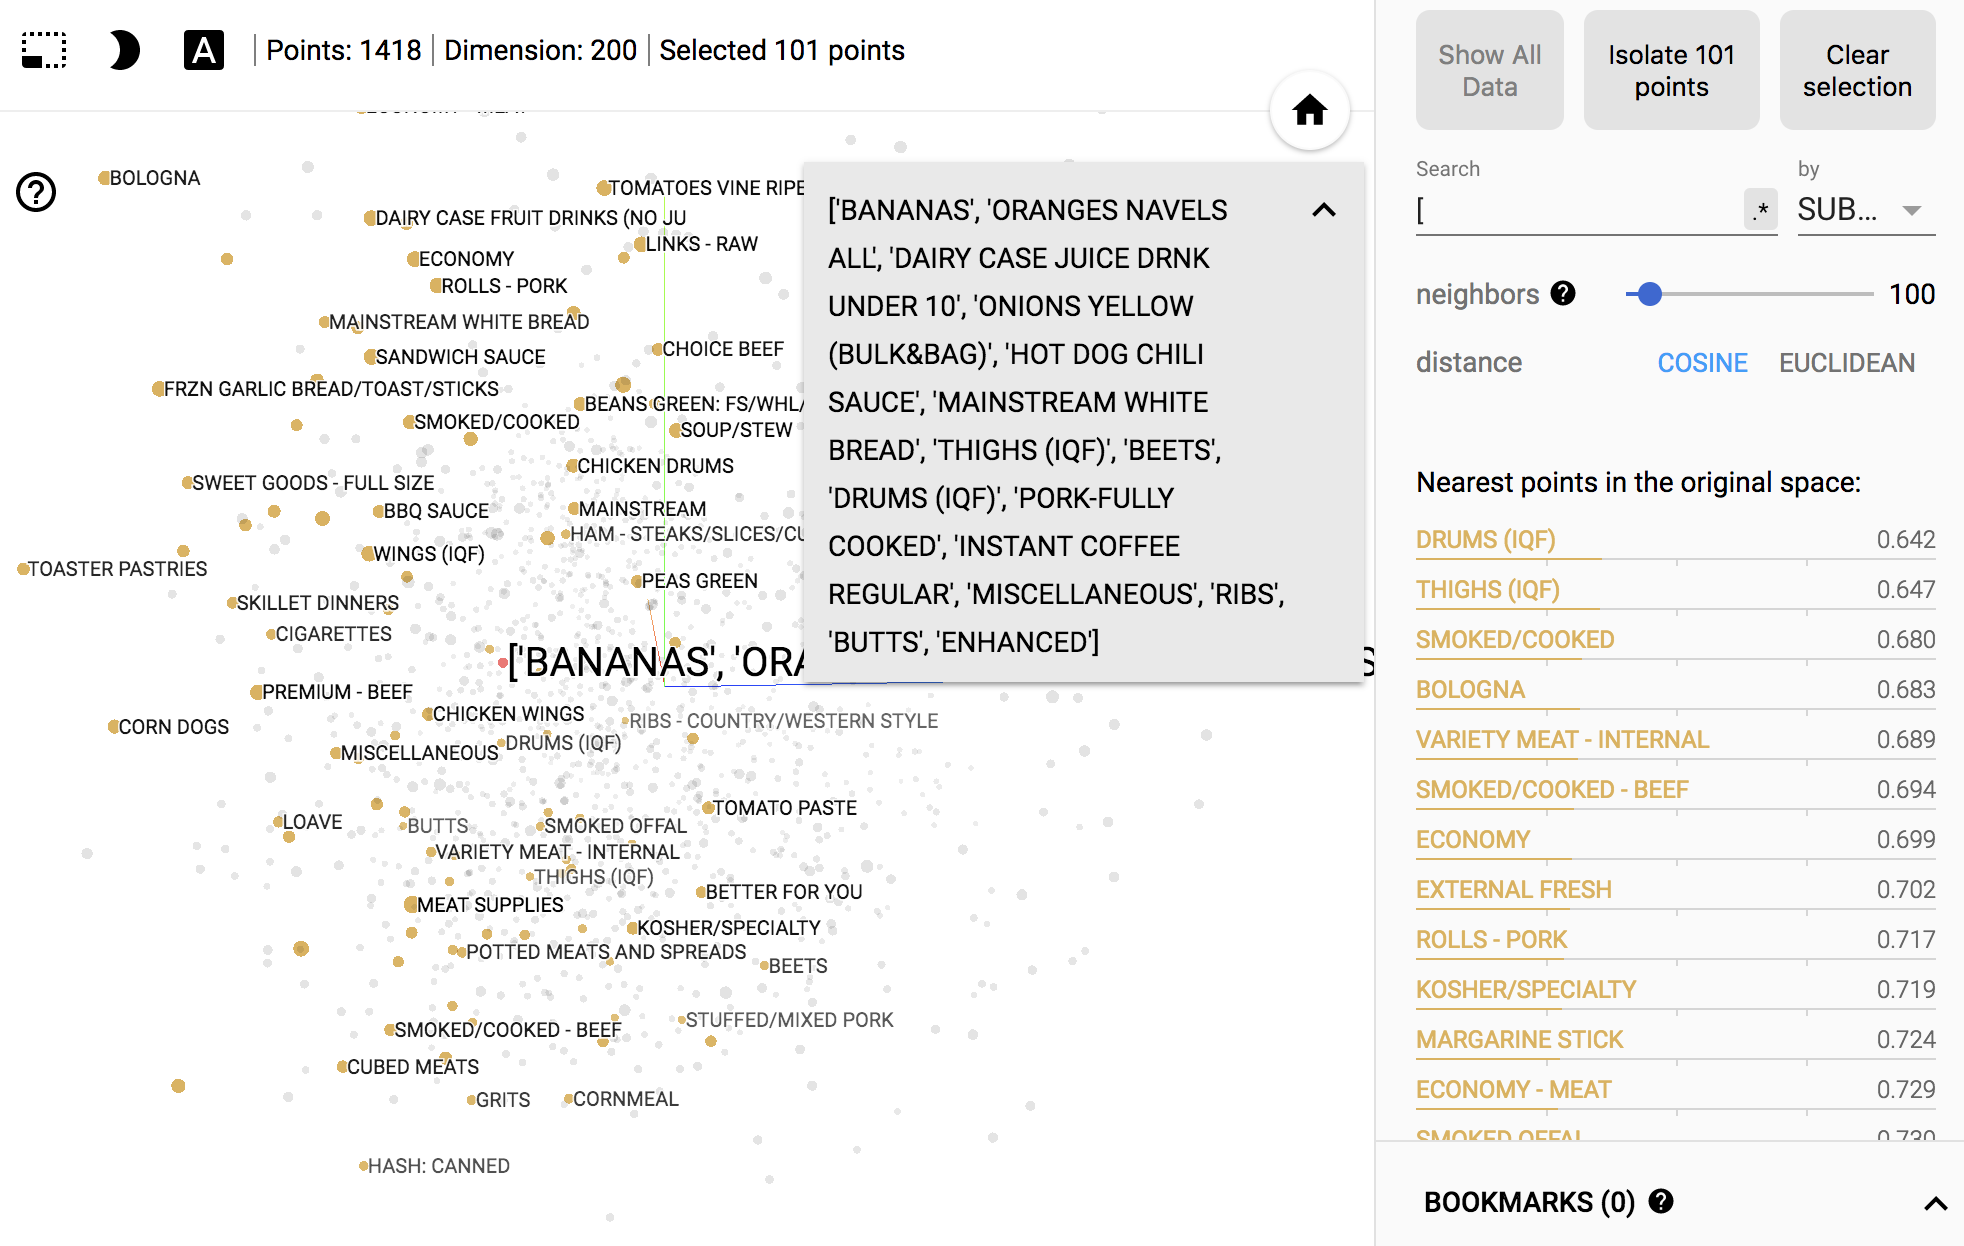 A
Points: 1418 | Dimension: 200 | Selected 101 points
Show All Data
Isolate 101 points
Clear selection
Search
[
.*
by
SUB...
neighbors ?
100
distance
COSINE
EUCLIDEAN
Nearest points in the original space:
DRUMS (IQF) 0.642
THIGHS (IQF) 0.647
SMOKED/COOKED 0.680
BOLOGNA 0.683
VARIETY MEAT - INTERNAL 0.689
SMOKED/COOKED - BEEF 0.694
ECONOMY 0.699
EXTERNAL FRESH 0.702
ROLLS - PORK 0.717
KOSHER/SPECIALTY 0.719
MARGARINE STICK 0.724
ECONOMY - MEAT 0.729
SMOKED OFFAL 0.730
BOOKMARKS (0) ?
?
['BANANAS', 'ORANGES NAVELS
ALL', 'DAIRY CASE JUICE DRNK
UNDER 10', 'ONIONS YELLOW
(BULK&BAG)', 'HOT DOG CHILI
SAUCE', 'MAINSTREAM WHITE
BREAD', 'THIGHS (IQF)', 'BEETS',
'DRUMS (IQF)', 'PORK-FULLY
COOKED', 'INSTANT COFFEE
REGULAR', 'MISCELLANEOUS', 'RIBS',
'BUTTS', 'ENHANCED']
ECONOMY - MEAT
BOLOGNA
TOMATOES VINE RIPE
DAIRY CASE FRUIT DRINKS (NO JU
LINKS - RAW
ECONOMY
ROLLS - PORK
MAINSTREAM WHITE BREAD
CHOICE BEEF
SANDWICH SAUCE
FRZN GARLIC BREAD/TOAST/STICKS
BEANS GREEN: FS/WHL/
SMOKED/COOKED
SOUP/STEW
CHICKEN DRUMS
SWEET GOODS - FULL SIZE
BBQ SAUCE
MAINSTREAM
HAM - STEAKS/SLICES/CU
WINGS (IQF)
TOASTER PASTRIES
PEAS GREEN
SKILLET DINNERS
CIGARETTES
['BANANAS', 'ORA
S
PREMIUM - BEEF
CHICKEN WINGS
RIBS - COUNTRY/WESTERN STYLE
CORN DOGS
DRUMS (IQF)
MISCELLANEOUS
TOMATO PASTE
LOAVE
BUTTS
SMOKED OFFAL
VARIETY MEAT - INTERNAL
THIGHS (IQF)
BETTER FOR YOU
MEAT SUPPLIES
KOSHER/SPECIALTY
POTTED MEATS AND SPREADS
BEETS
STUFFED/MIXED PORK
SMOKED/COOKED - BEEF
CUBED MEATS
GRITS
CORNMEAL
HASH: CANNED